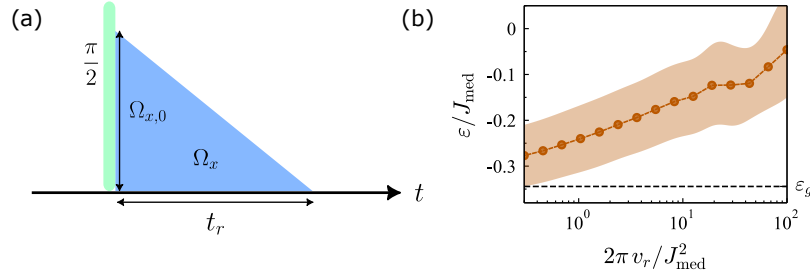 (a)
π/2
Ω_{x,0}
Ω_x
t
t_r
(b)
ε/J_med
0
-0.1
-0.2
-0.3
ε_g
10^0
10^1
10^2
2π v_r/J_med^2